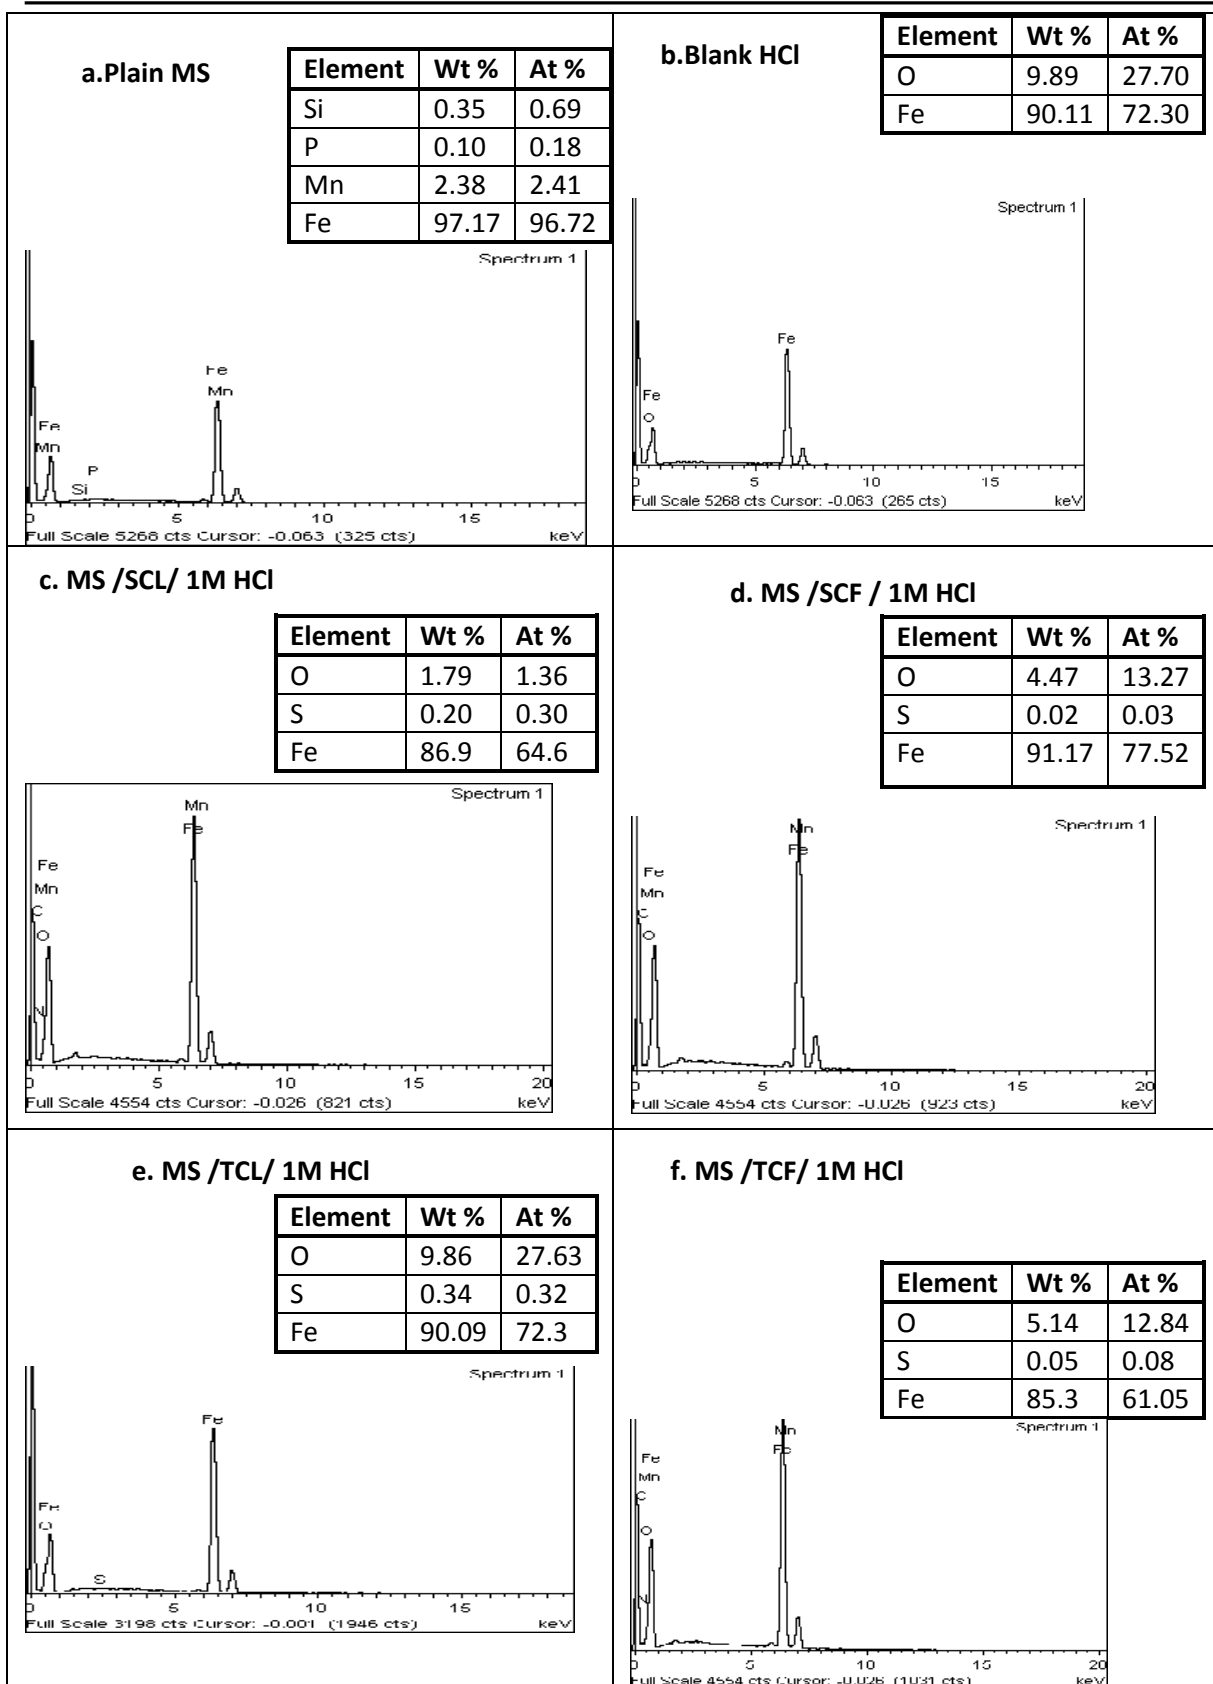 a.Plain MS
Element Wt % At %
Si 0.35 0.69
P 0.10 0.18
Mn 2.38 2.41
Fe 97.17 96.72
Spectrum 1
Fe
Mn
Fe
Mn
P
Si
0 5 10 15
Full Scale 5268 cts Cursor: -0.063 (325 cts) keV
b.Blank HCl
Element Wt % At %
O 9.89 27.70
Fe 90.11 72.30
Spectrum 1
Fe
Fe
O
0 5 10 15
Full Scale 5268 cts Cursor: -0.063 (265 cts) keV
c. MS /SCL/ 1M HCl
Element Wt % At %
O 1.79 1.36
S 0.20 0.30
Fe 86.9 64.6
Spectrum 1
Mn
Fe
Fe
Mn
C
O
N
0 5 10 15 20
Full Scale 4554 cts Cursor: -0.026 (821 cts) keV
d. MS /SCF / 1M HCl
Element Wt % At %
O 4.47 13.27
S 0.02 0.03
Fe 91.17 77.52
Spectrum 1
Mn
Fe
Fe
Mn
C
O
0 5 10 15 20
Full Scale 4554 cts Cursor: -0.026 (923 cts) keV
e. MS /TCL/ 1M HCl
Element Wt % At %
O 9.86 27.63
S 0.34 0.32
Fe 90.09 72.3
Spectrum 1
Fe
Fe
O
S
0 5 10 15
Full Scale 3198 cts Cursor: -0.001 (1946 cts) keV
f. MS /TCF/ 1M HCl
Element Wt % At %
O 5.14 12.84
S 0.05 0.08
Fe 85.3 61.05
Spectrum 1
Mn
Fe
Fe
Mn
C
O
N
0 5 10 15 20
Full Scale 4554 cts Cursor: -0.026 (1031 cts) keV